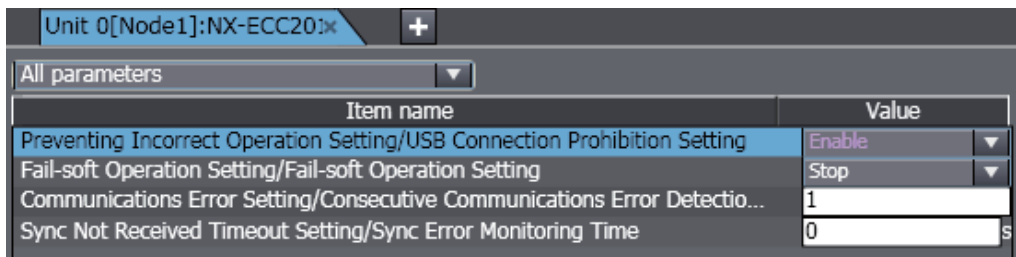 Unit 0[Node1]:NX-ECC20
All parameters
Item name Value
Preventing Incorrect Operation Setting/USB Connection Prohibition Setting Enable
Fail-soft Operation Setting/Fail-soft Operation Setting Stop
Communications Error Setting/Consecutive Communications Error Detectio... 1
Sync Not Received Timeout Setting/Sync Error Monitoring Time 0 s